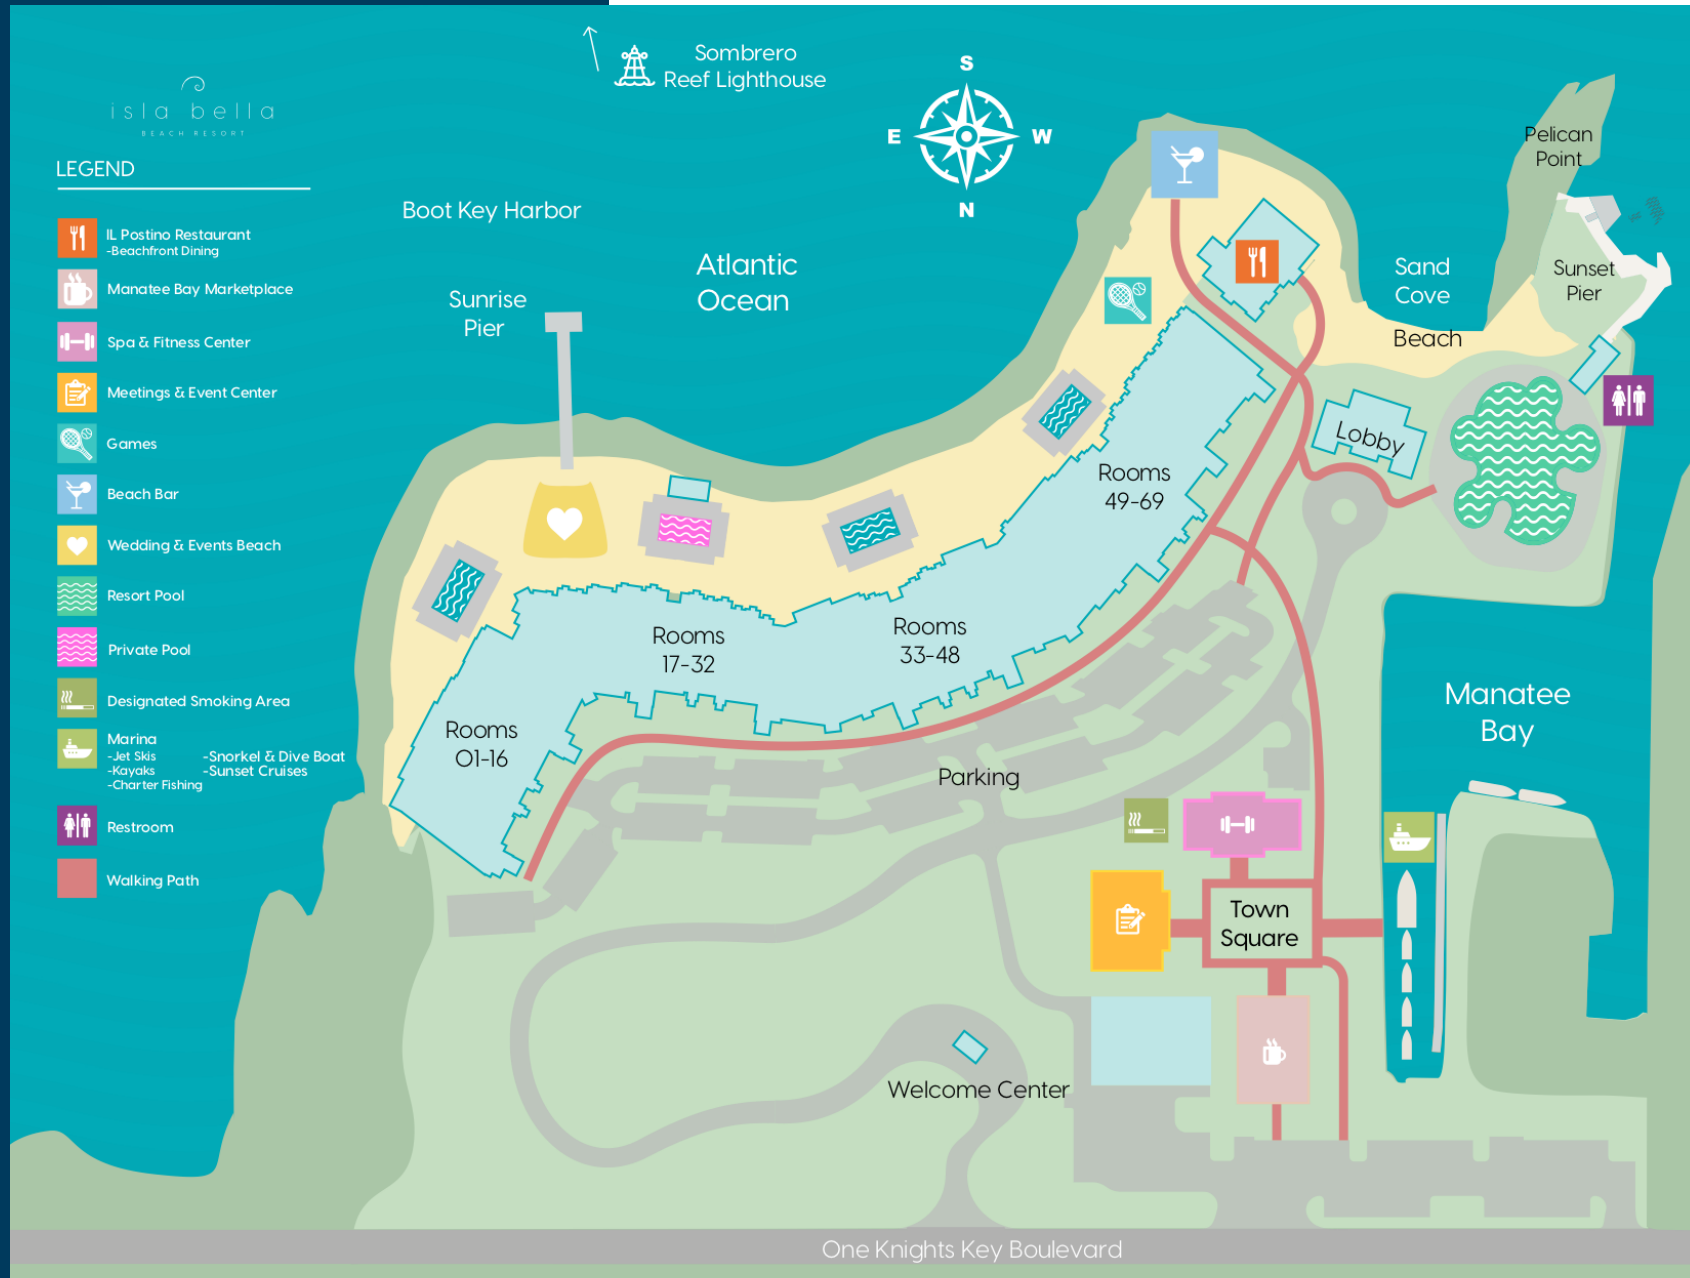 isla bella
BEACH RESORT
LEGEND
IL Postino Restaurant
-Beachfront Dining
Manatee Bay Marketplace
Spa & Fitness Center
Meetings & Event Center
Games
Beach Bar
Wedding & Events Beach
Resort Pool
Private Pool
Designated Smoking Area
Marina
-Jet Skis
-Kayaks
-Charter Fishing
-Snorkel & Dive Boat
-Sunset Cruises
Restroom
Walking Path
Sombrero
Reef Lighthouse
S
E
W
N
Boot Key Harbor
Atlantic
Ocean
Sunrise
Pier
Pelican
Point
Sand
Cove
Sunset
Pier
Beach
Lobby
Rooms
49-69
Rooms
33-48
Rooms
17-32
Rooms
01-16
Manatee
Bay
Parking
Town
Square
Welcome Center
One Knights Key Boulevard